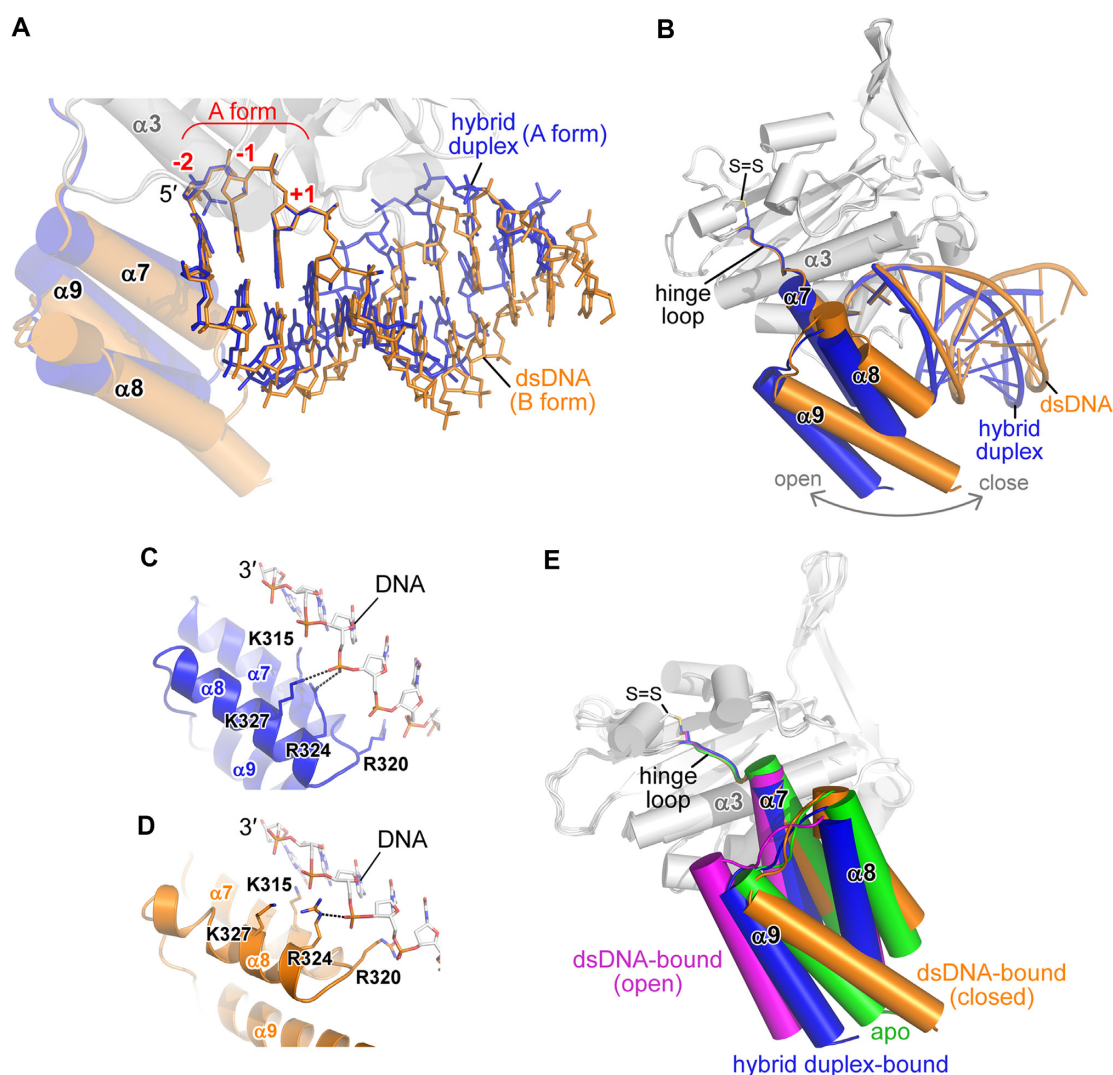 A
α3
A form
-2
-1
5′
+1
hybrid
duplex
(A form)
α7
α9
α8
dsDNA
(B form)
B
S=S
α3
hinge
loop
α7
α8
α9
dsDNA
hybrid
duplex
open
close
C
3′
DNA
K315
α7
α8
K327
R324
R320
α9
D
3′
DNA
α7
K315
K327
α8
R324
R320
α9
E
S=S
hinge
loop
α3
α7
α8
α9
dsDNA-bound
(open)
dsDNA-bound
(closed)
apo
hybrid duplex-bound